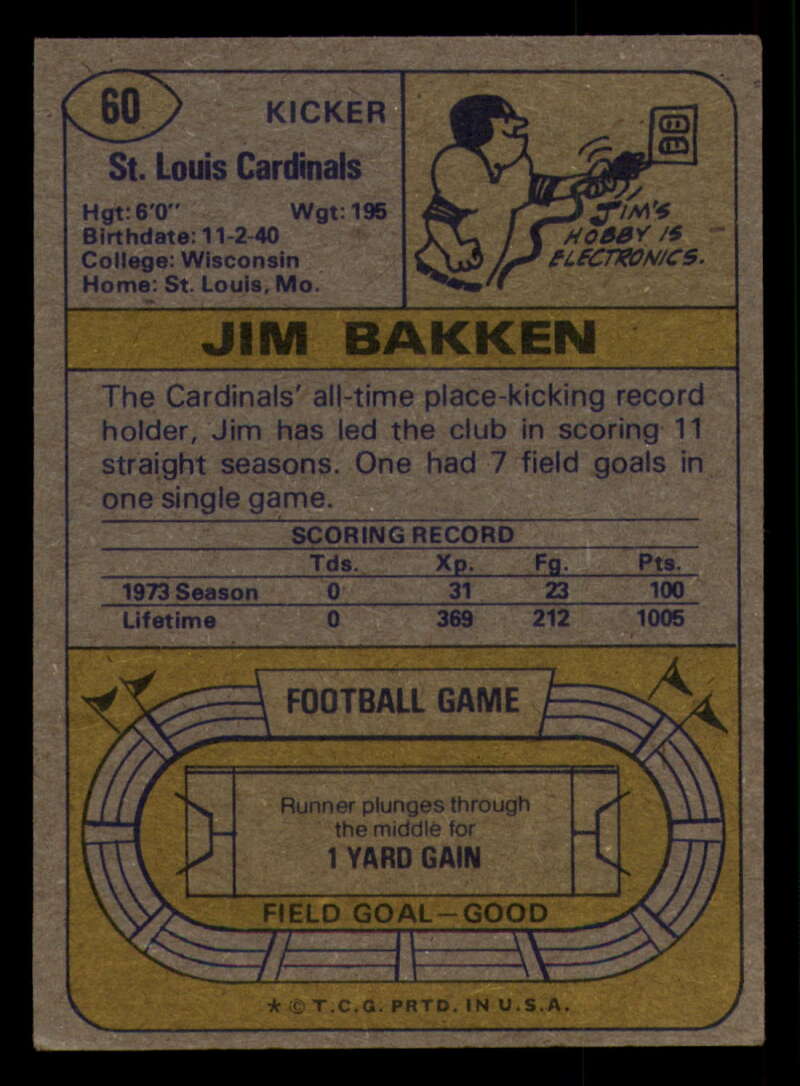 60
KICKER
St. Louis Cardinals
Hgt: 6'0" Wgt: 195
Birthdate: 11-2-40
College: Wisconsin
Home: St. Louis, Mo.
JIM'S
HOBBY IS
ELECTRONICS.
JIM BAKKEN
The Cardinals' all-time place-kicking record
holder, Jim has led the club in scoring 11
straight seasons. One had 7 field goals in
one single game.
SCORING RECORD
Tds. Xp. Fg. Pts.
1973 Season 0 31 23 100
Lifetime 0 369 212 1005
FOOTBALL GAME
Runner plunges through
the middle for
1 YARD GAIN
FIELD GOAL—GOOD
* © T.C.G. PRTD. IN U.S.A.